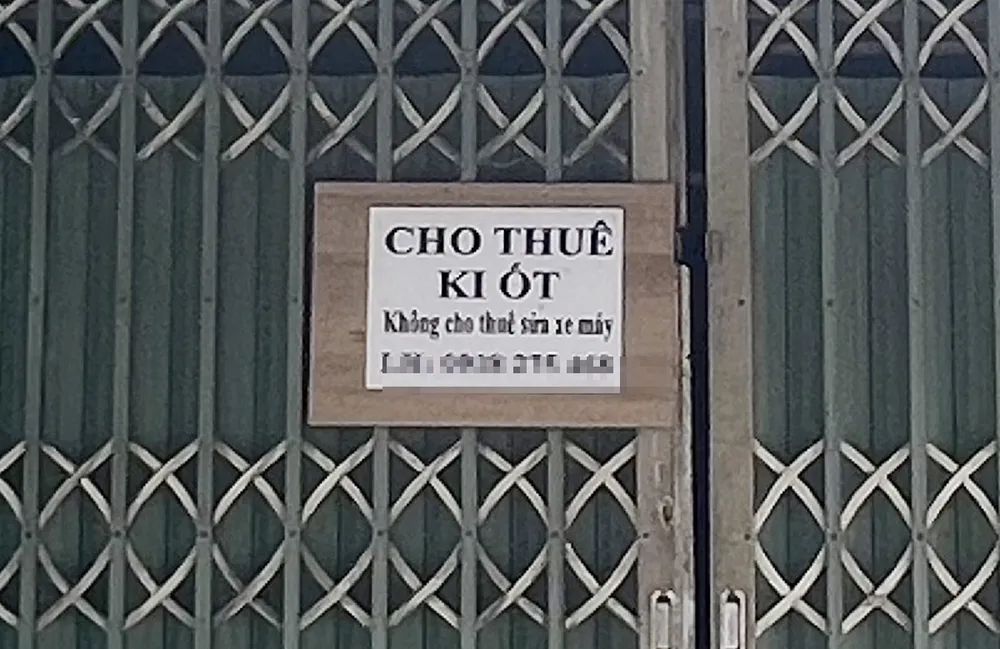 CHO THUÊ
KI ỐT
Không cho thuê sửa xe máy